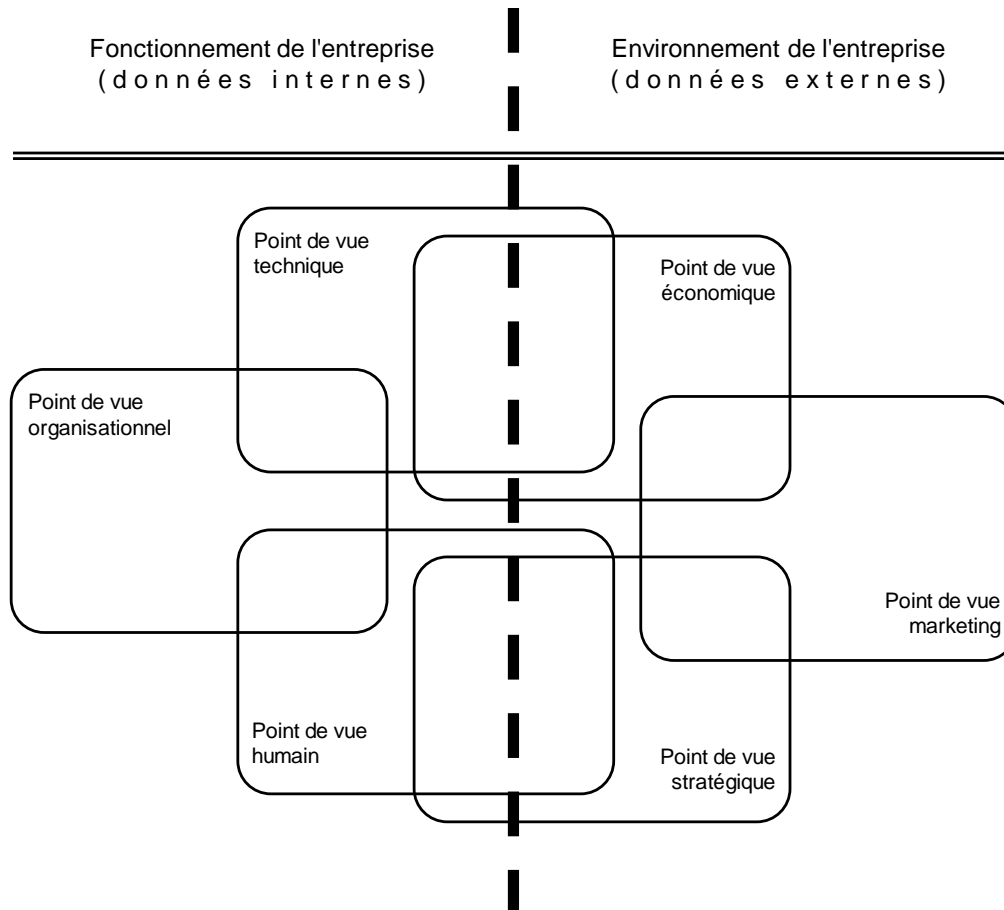 Fonctionnement de l'entreprise
(données internes)
Environnement de l'entreprise
(données externes)
Point de vue
technique
Point de vue
économique
Point de vue
organisationnel
Point de vue
marketing
Point de vue
humain
Point de vue
stratégique